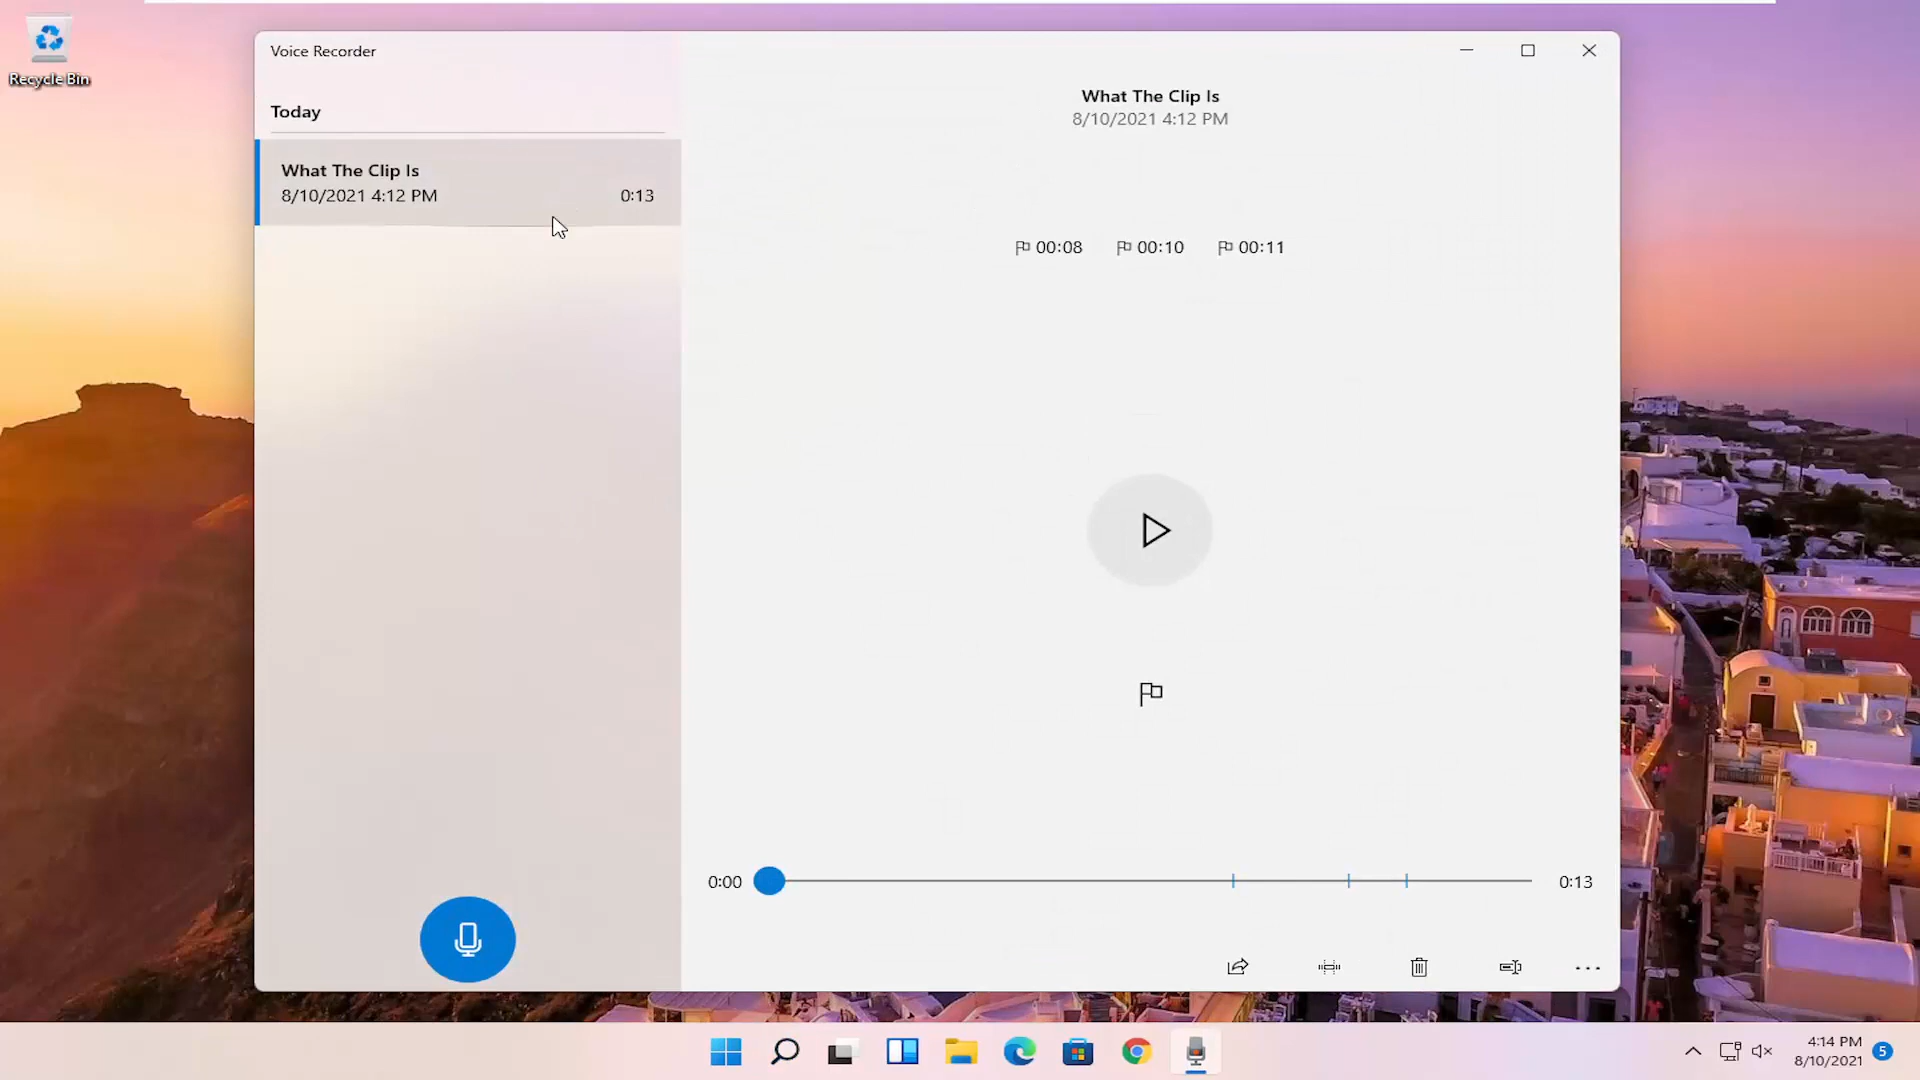 Recycle Bin
Voice Recorder
Today
What The Clip Is
8/10/2021 4:12 PM
0:13
What The Clip Is
8/10/2021 4:12 PM
00:08 00:10 00:11
0:00
0:13
4:14 PM
8/10/2021
5